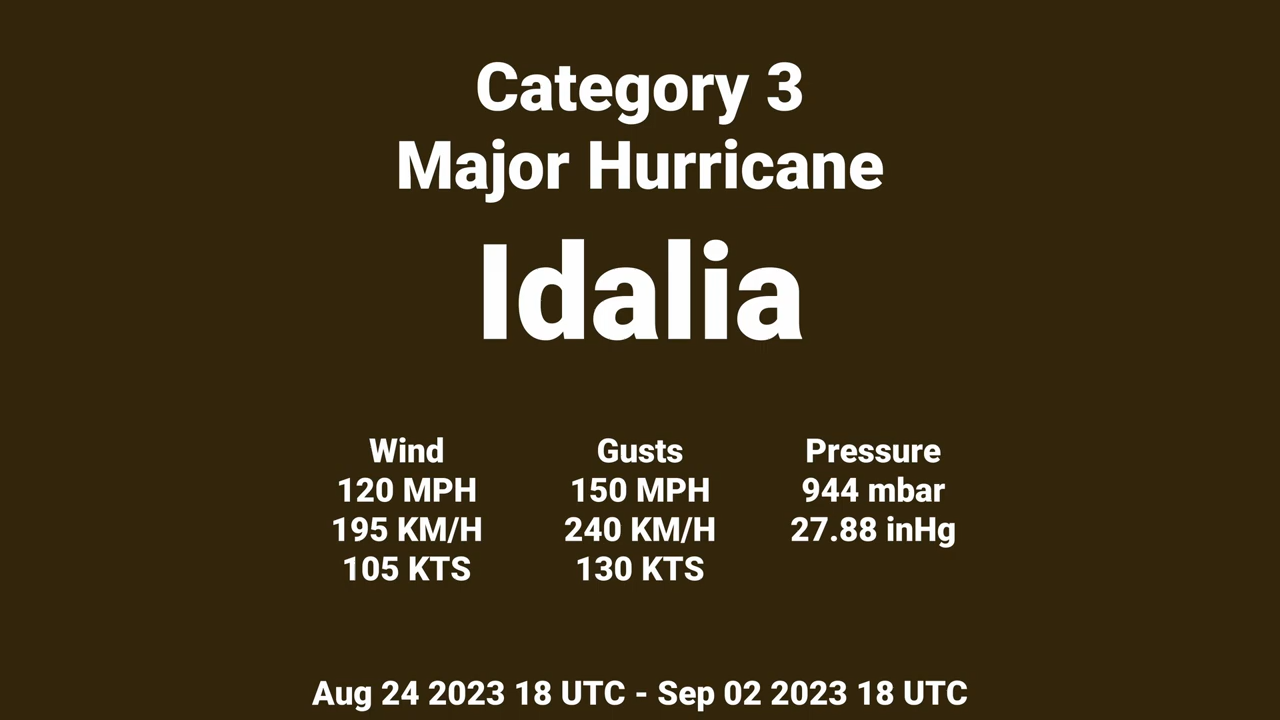 Category 3
Major Hurricane
Idalia
Wind
120 MPH
195 KM/H
105 KTS
Gusts
150 MPH
240 KM/H
130 KTS
Pressure
944 mbar
27.88 inHg
Aug 24 2023 18 UTC - Sep 02 2023 18 UTC